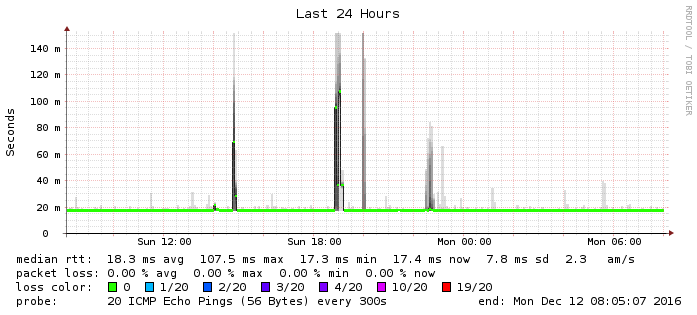 Last 24 Hours
RRDTOOL / TOBI OETIKER
Seconds
140 m
120 m
100 m
80 m
60 m
40 m
20 m
0
Sun 12:00 Sun 18:00 Mon 00:00 Mon 06:00
median rtt: 18.3 ms avg 107.5 ms max 17.3 ms min 17.4 ms now 7.8 ms sd 2.3 am/s
packet loss: 0.00 % avg 0.00 % max 0.00 % min 0.00 % now
loss color: 0 1/20 2/20 3/20 4/20 10/20 19/20
probe: 20 ICMP Echo Pings (56 Bytes) every 300s end: Mon Dec 12 08:05:07 2016